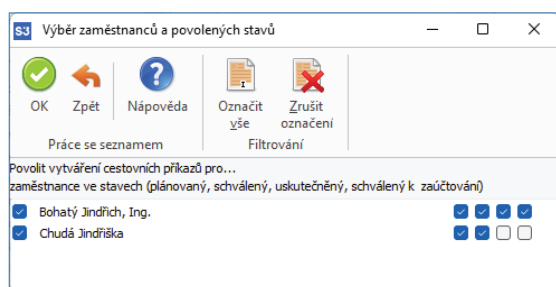 S3 Výběr zaměstnanců a povolených stavů
OK Zpět Nápověda Označit vše Zrušit označení
Práce se seznamem Filtrování
Povolit vytváření cestovních příkazů pro...
zaměstnance ve stavech (plánovaný, schválený, uskutečněný, schválený k zaúčtování)
Bohatý Jindřich, Ing.
Chudá Jindřiška